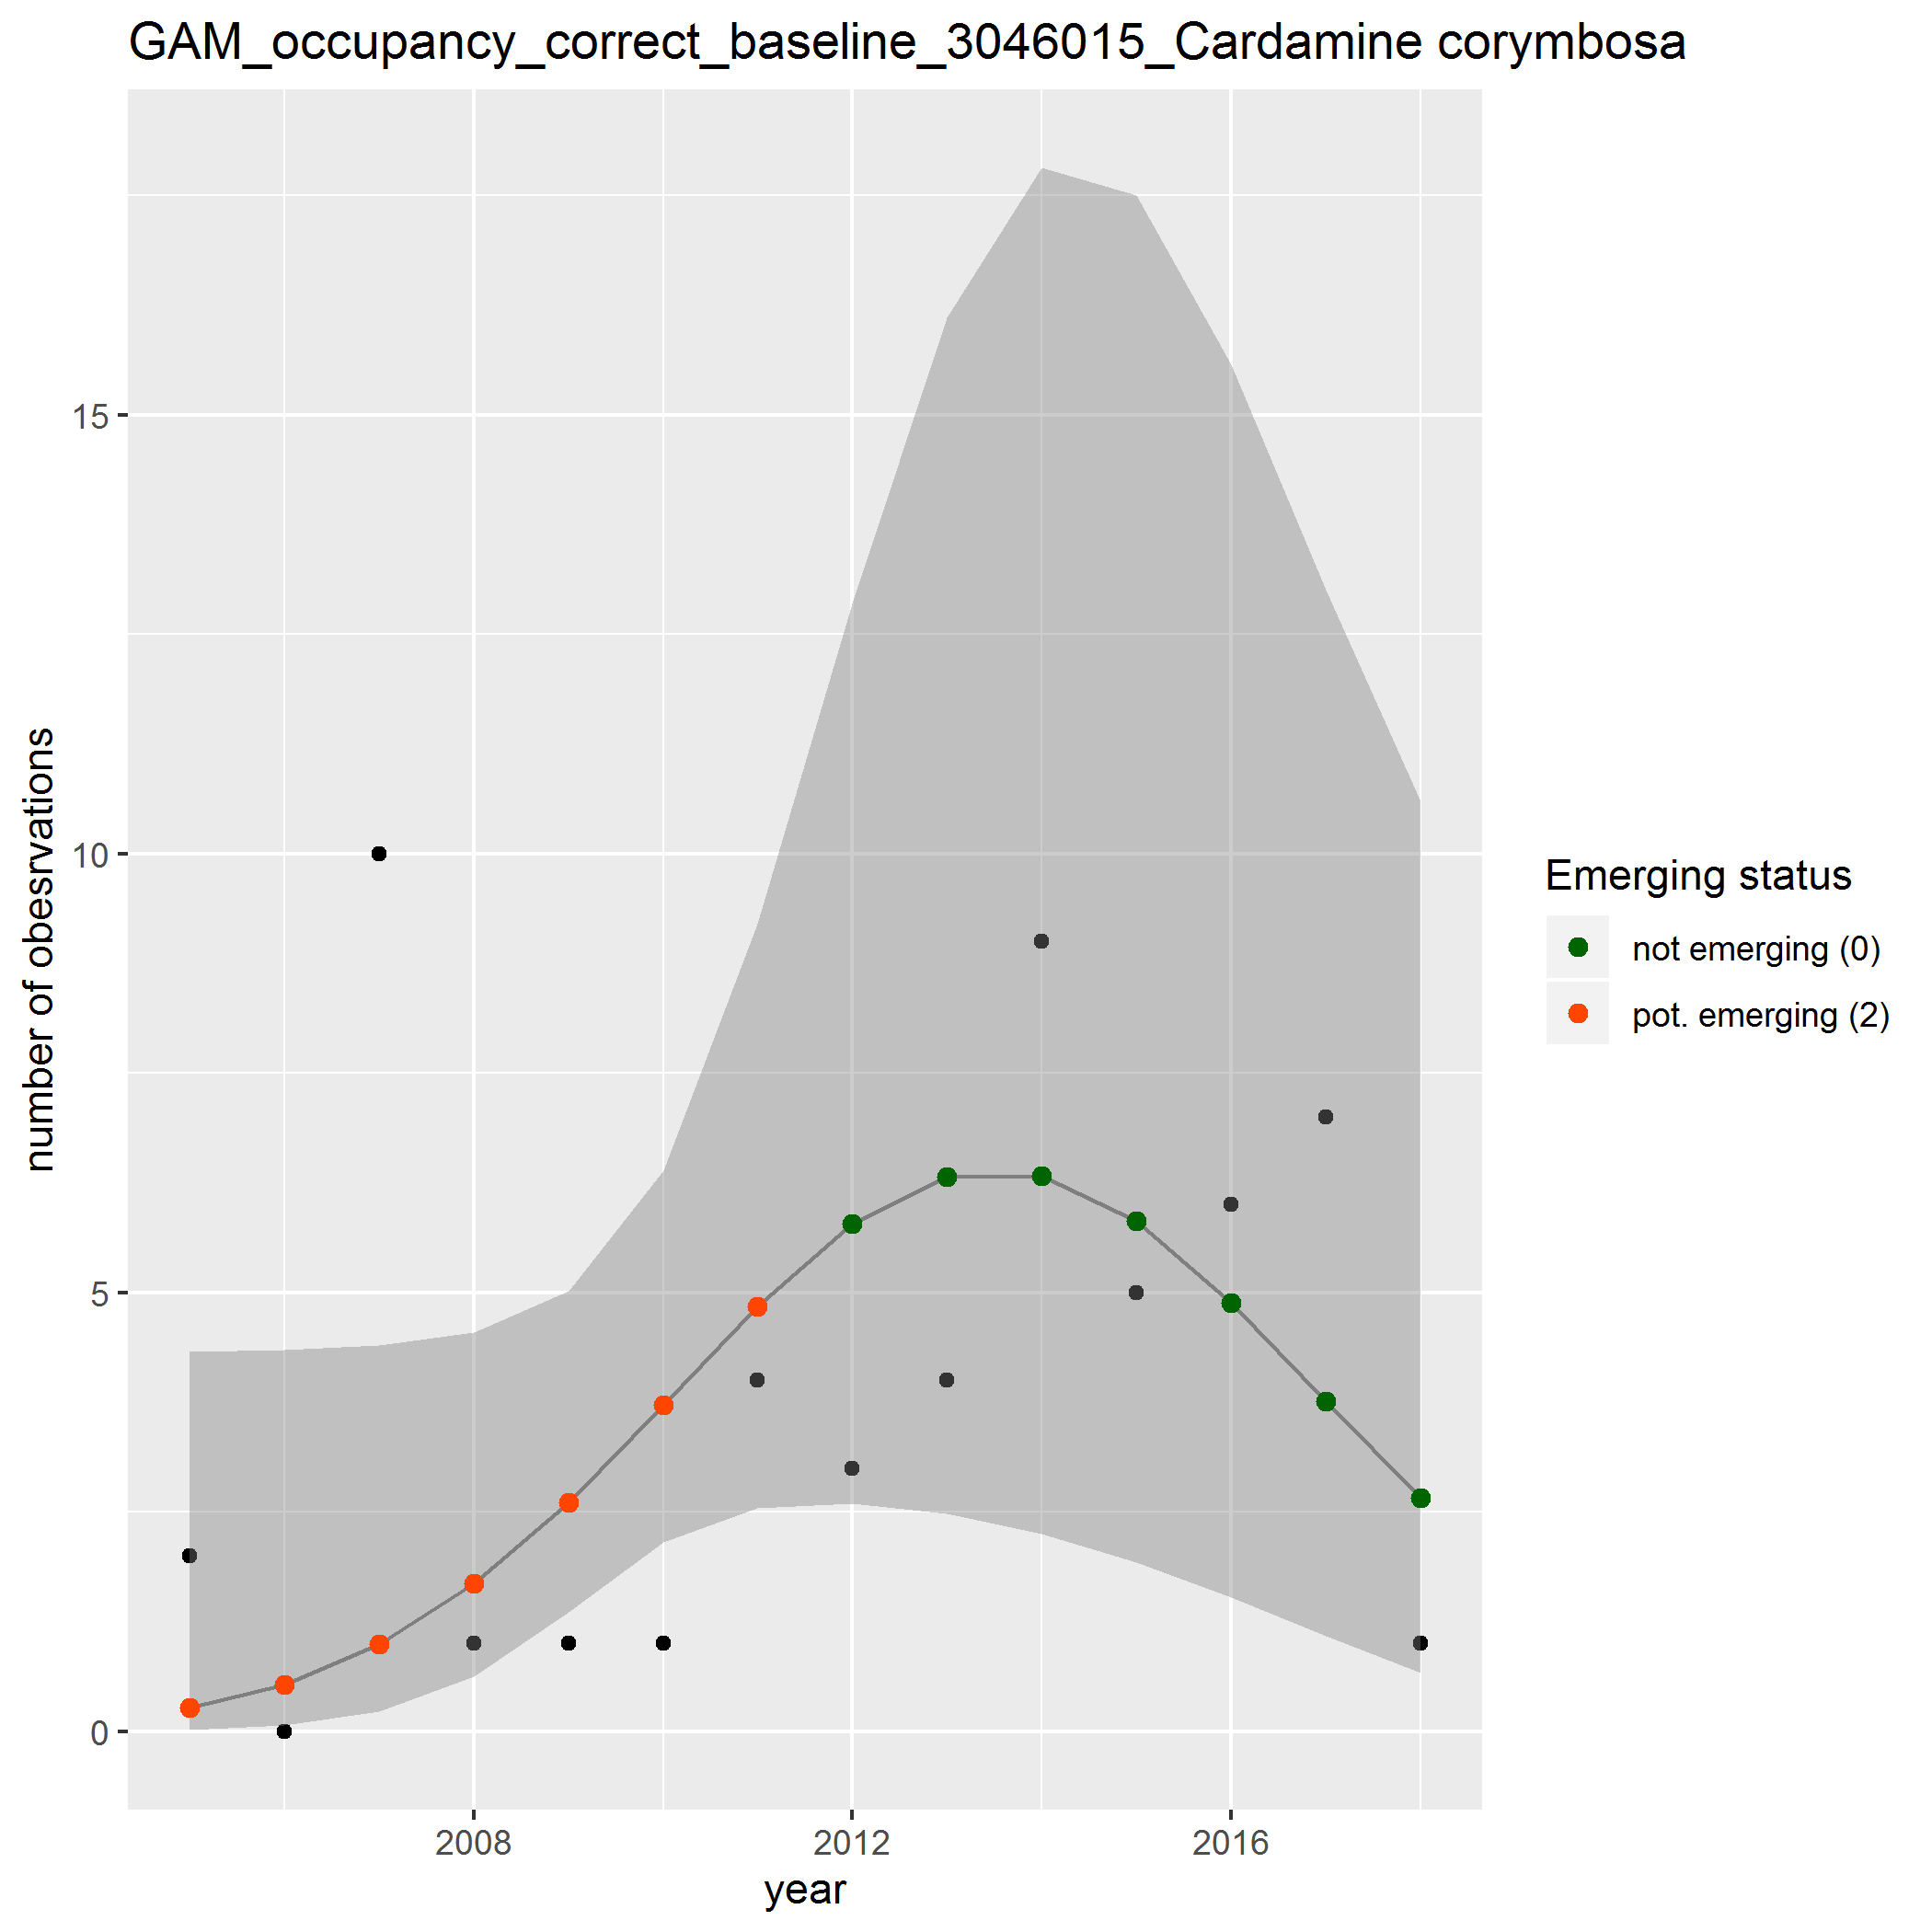 GAM_occupancy_correct_baseline_3046015_Cardamine corymbosa
15
10
5
0
number of obesrvations
2008
2012
2016
year
Emerging status
not emerging (0)
pot. emerging (2)